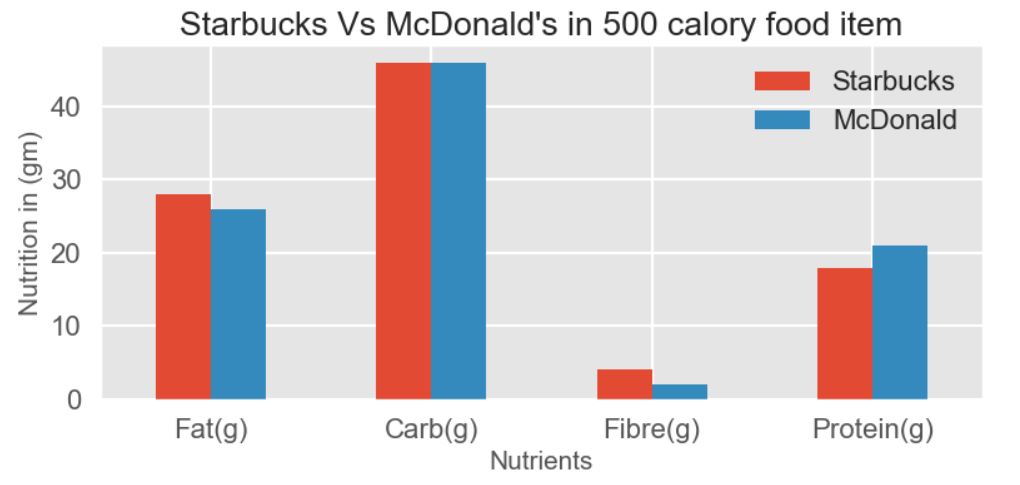 Starbucks Vs McDonald's in 500 calory food item
Starbucks
McDonald
Nutrition in (gm)
40
30
20
10
0
Fat(g) Carb(g) Fibre(g) Protein(g)
Nutrients